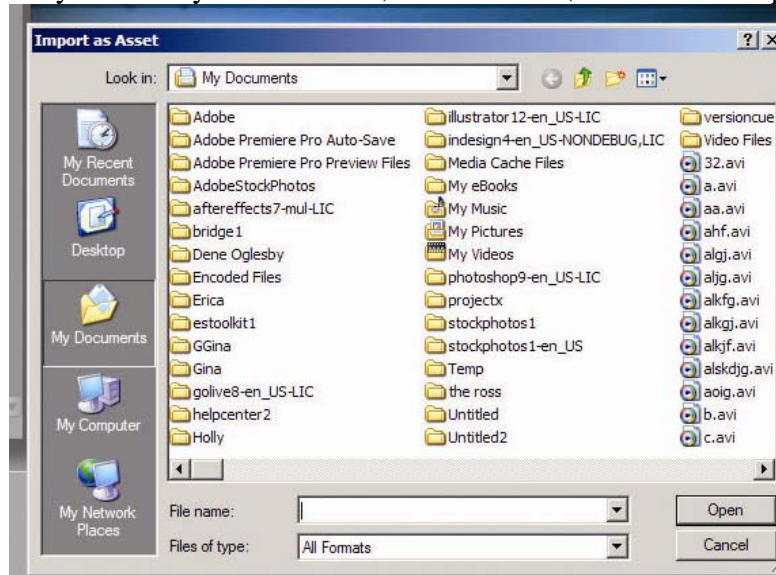 Import as Asset
Look in: My Documents
My Recent
Documents
Desktop
My Documents
My Computer
My Network
Places
Adobe
Adobe Premiere Pro Auto-Save
Adobe Premiere Pro Preview Files
AdobeStockPhotos
aftereffects7-mul-LIC
bridge1
Dene Oglesby
Encoded Files
Erica
estoolkit1
GGina
Gina
golive8-en_US-LIC
helpcenter2
Holly
illustrator12-en_US-LIC
indesign4-en_US-NONDEBUG,LIC
Media Cache Files
My eBooks
My Music
My Pictures
My Videos
photoshop9-en_US-LIC
projectx
stockphotos1
stockphotos1-en_US
Temp
the ross
Untitled
Untitled2
versioncue
Video Files
32.avi
a.avi
aa.avi
ahf.avi
algj.avi
aljg.avi
alkfg.avi
alkgj.avi
alkjf.avi
alskdjg.avi
aoig.avi
b.avi
c.avi
File name:
Open
Files of type: All Formats
Cancel